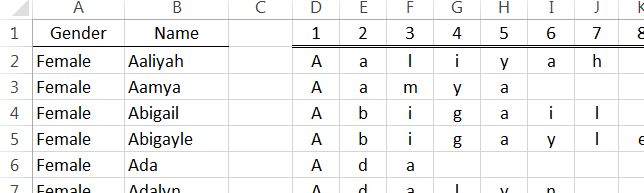 A B C D E F G H I J K
1 Gender Name 1 2 3 4 5 6 7 8
2 Female Aaliyah A a l i y a h
3 Female Aamya A a m y a
4 Female Abigail A b i g a i l
5 Female Abigayle A b i g a y l e
6 Female Ada A d a
7 Female Adalyn A d a l y n